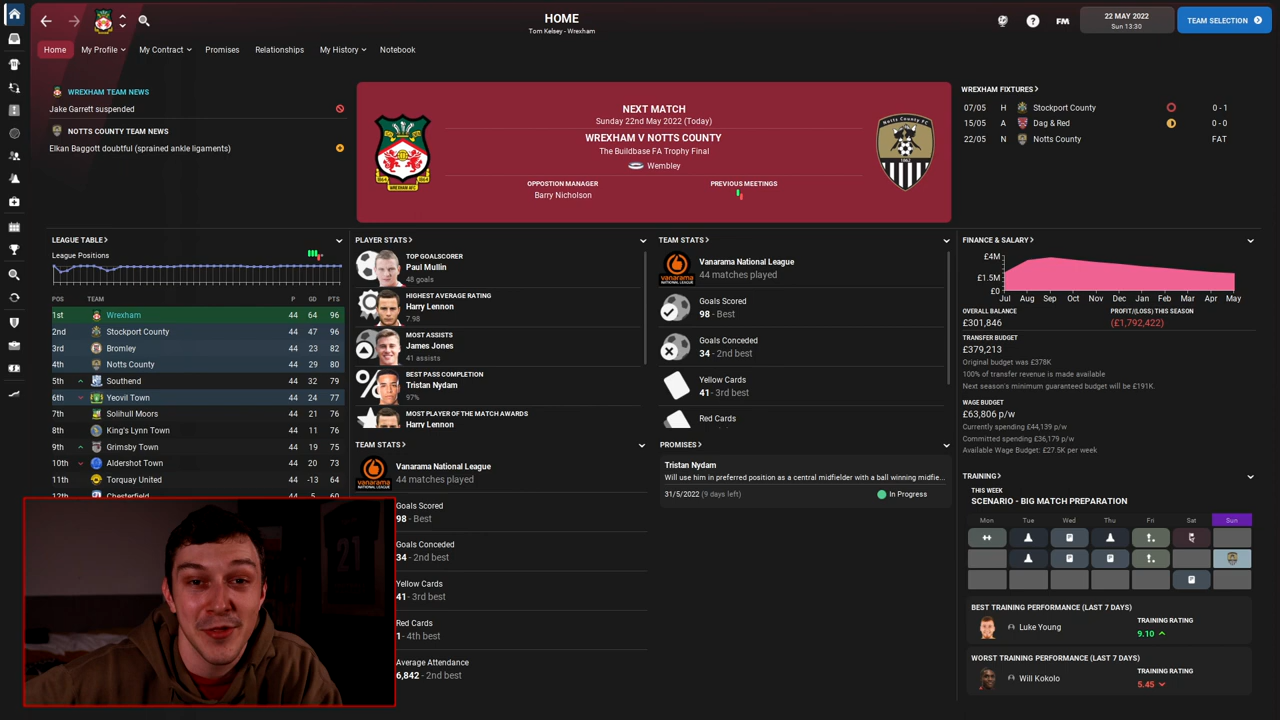 HOME
Tom Kelsey - Wrexham
FM
22 MAY 2022
Sun 13:30
TEAM SELECTION
Home
My Profile
My Contract
Promises
Relationships
My History
Notebook
WREXHAM TEAM NEWS
Jake Garrett suspended
NOTTS COUNTY TEAM NEWS
Elkan Baggott doubtful (sprained ankle ligaments)
NEXT MATCH
Sunday 22nd May 2022 (Today)
WREXHAM V NOTTS COUNTY
The Buildbase FA Trophy Final
Wembley
OPPOSTION MANAGER
Barry Nicholson
PREVIOUS MEETINGS
WREXHAM AFC
Notts County FC
1862
WREXHAM FIXTURES
07/05 H Stockport County 0 - 1
15/05 A Dag & Red 0 - 0
22/05 N Notts County FAT
LEAGUE TABLE
League Positions
POS TEAM P GD PTS
1st Wrexham 44 64 96
2nd Stockport County 44 47 96
3rd Bromley 44 23 82
4th Notts County 44 29 80
5th Southend 44 32 79
6th Yeovil Town 44 24 77
7th Solihull Moors 44 21 76
8th King's Lynn Town 44 11 76
9th Grimsby Town 44 19 75
10th Aldershot Town 44 20 73
11th Torquay United 44 -13 64
12th Chesterfield 44 5 60
PLAYER STATS
TOP GOALSCORER
Paul Mullin
48 goals
HIGHEST AVERAGE RATING
Harry Lennon
7.98
MOST ASSISTS
James Jones
41 assists
BEST PASS COMPLETION
Tristan Nydam
97%
MOST PLAYER OF THE MATCH AWARDS
Harry Lennon
TEAM STATS
Vanarama National League
44 matches played
Goals Scored
98 - Best
Goals Conceded
34 - 2nd best
Yellow Cards
41 - 3rd best
Red Cards
TEAM STATS
Vanarama National League
44 matches played
Goals Scored
98 - Best
Goals Conceded
34 - 2nd best
Yellow Cards
41 - 3rd best
Red Cards
1 - 4th best
Average Attendance
6,842 - 2nd best
PROMISES
Tristan Nydam
Will use him in preferred position as a central midfielder with a ball winning midfie...
31/5/2022 (9 days left)
In Progress
FINANCE & SALARY
£4M
£1.5M
£0
Jul Aug Sep Oct Nov Dec Jan Feb Mar Apr May
OVERALL BALANCE
£301,846
PROFIT/(LOSS) THIS SEASON
(£1,792,422)
TRANSFER BUDGET
£379,213
Original budget was £378K
100% of transfer revenue is made available
Next season's minimum guaranteed budget will be £191K.
WAGE BUDGET
£63,806 p/w
Currently spending £44,139 p/w
Committed spending £36,179 p/w
Available Wage Budget: £27.5K per week
TRAINING
THIS WEEK
SCENARIO - BIG MATCH PREPARATION
Mon Tue Wed Thu Fri Sat Sun
BEST TRAINING PERFORMANCE (LAST 7 DAYS)
Luke Young
TRAINING RATING
9.10
WORST TRAINING PERFORMANCE (LAST 7 DAYS)
Will Kokolo
TRAINING RATING
5.45
21